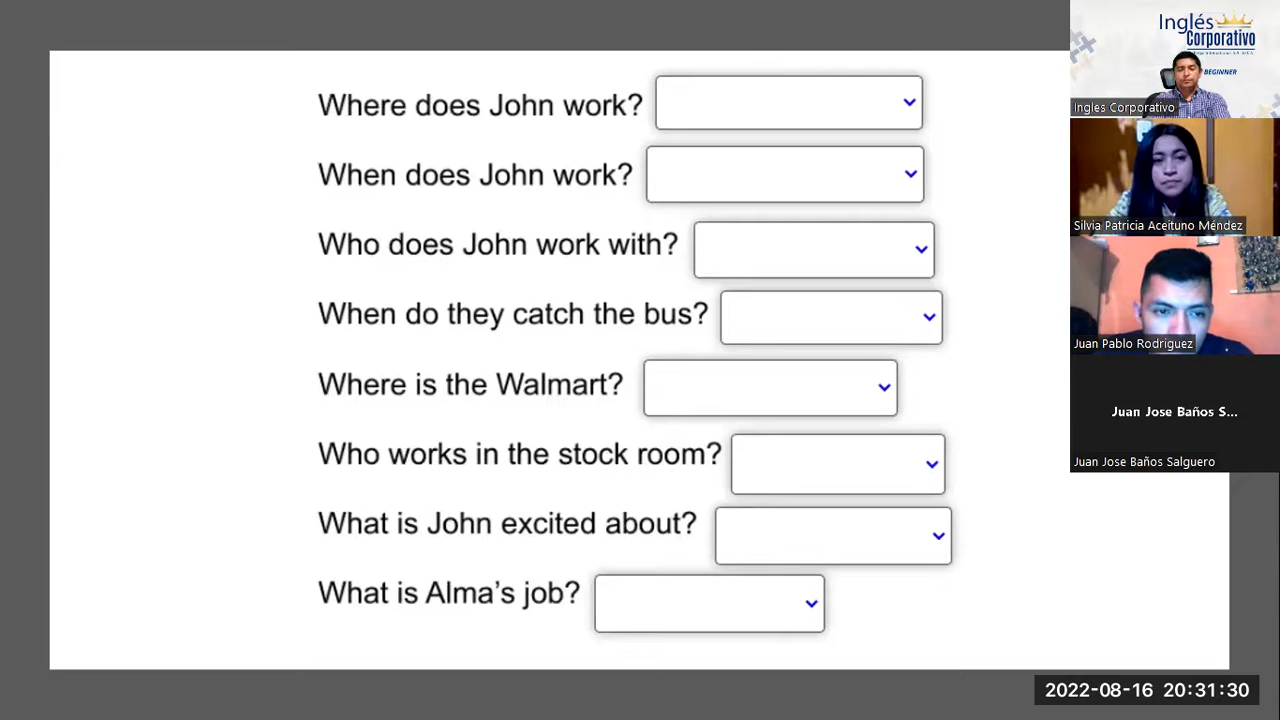 Where does John work?
When does John work?
Who does John work with?
When do they catch the bus?
Where is the Walmart?
Who works in the stock room?
What is John excited about?
What is Alma's job?
Inglés
Corporativo
BEGINNER
Ingles Corporativo
Silvia Patricia Aceituno Méndez
Juan Pablo Rodriguez
Juan Jose Baños S...
Juan Jose Baños Salguero
2022-08-16 20:31:30